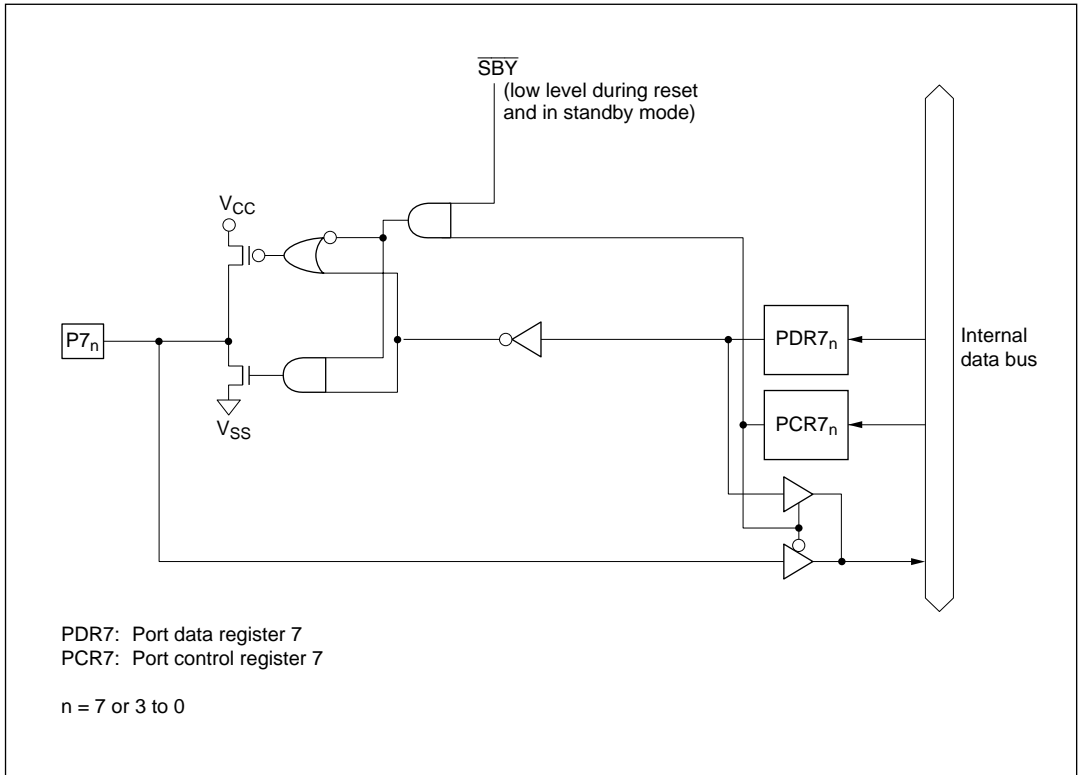 SBY
(low level during reset
and in standby mode)
VCC
P7n
PDR7n
Internal
data bus
PCR7n
VSS
PDR7: Port data register 7
PCR7: Port control register 7
n = 7 or 3 to 0